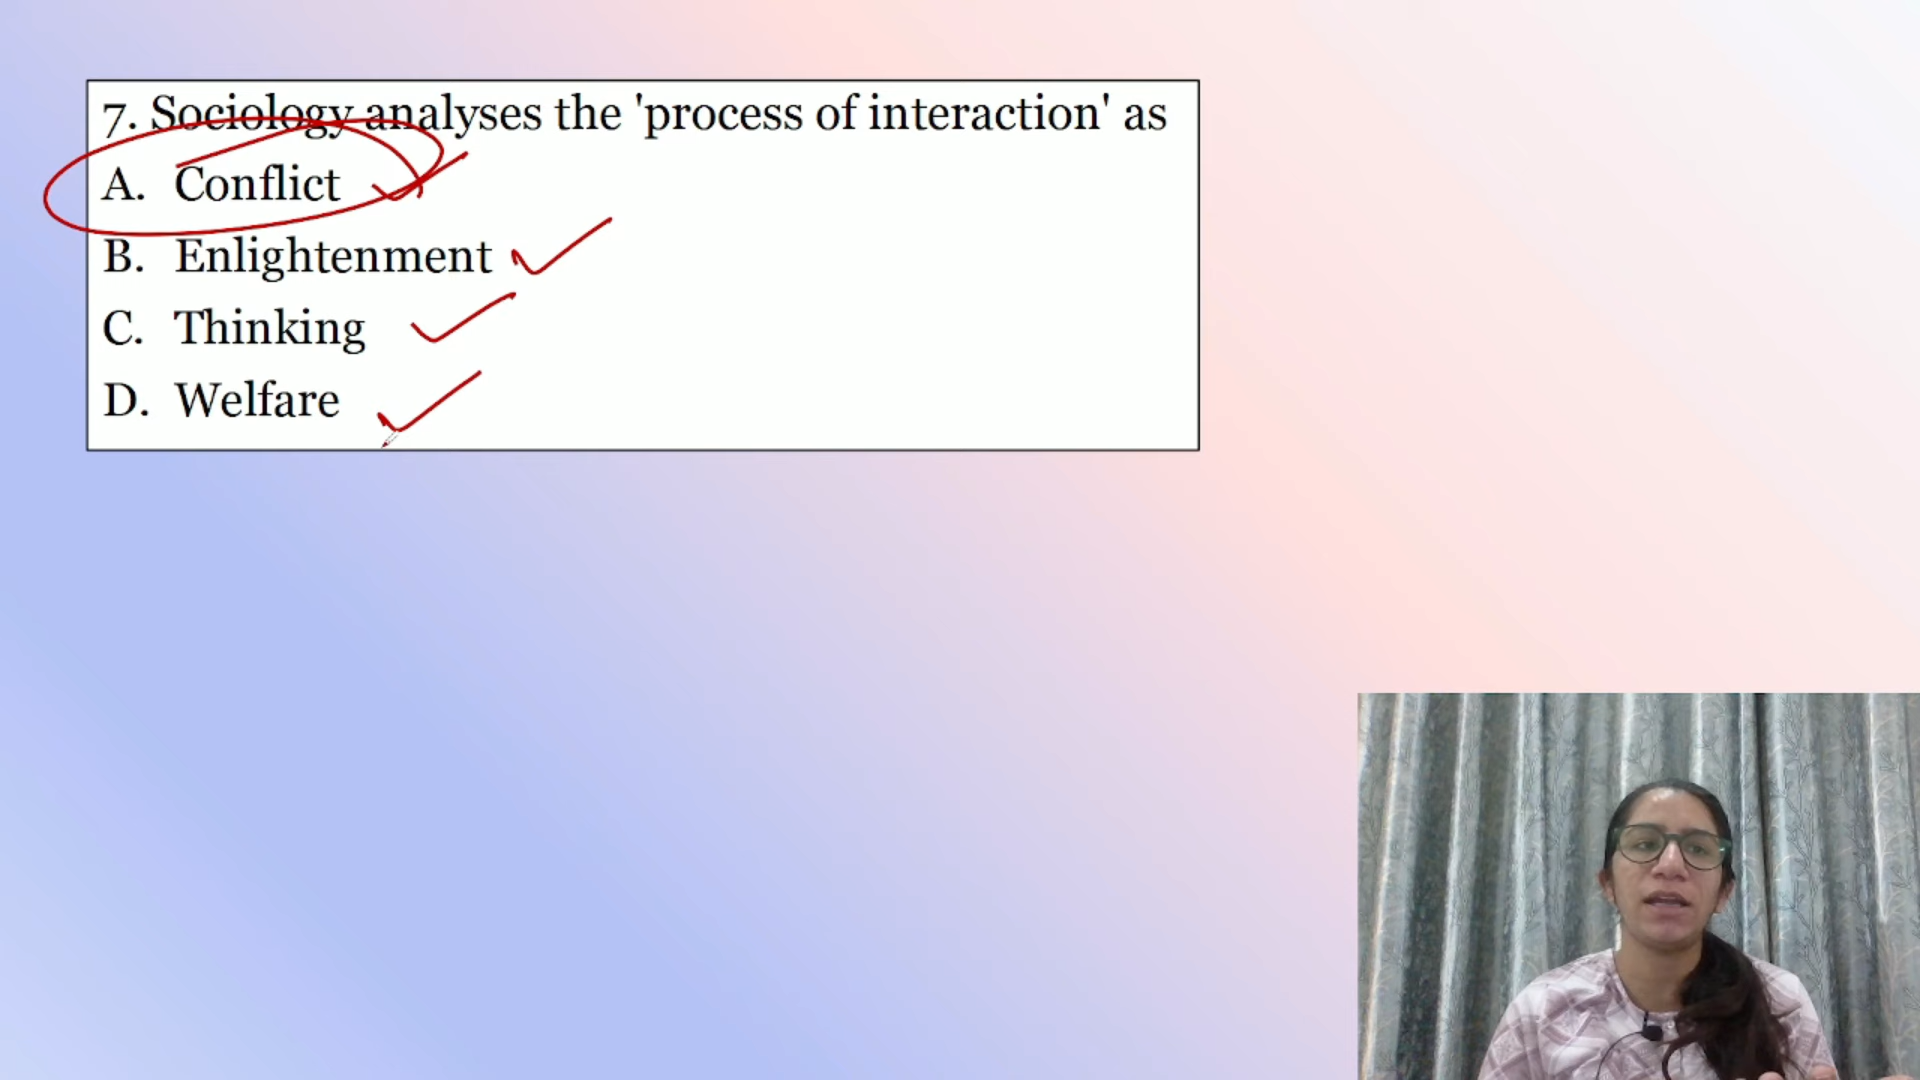 7. Sociology analyses the 'process of interaction' as
A. Conflict
B. Enlightenment
C. Thinking
D. Welfare